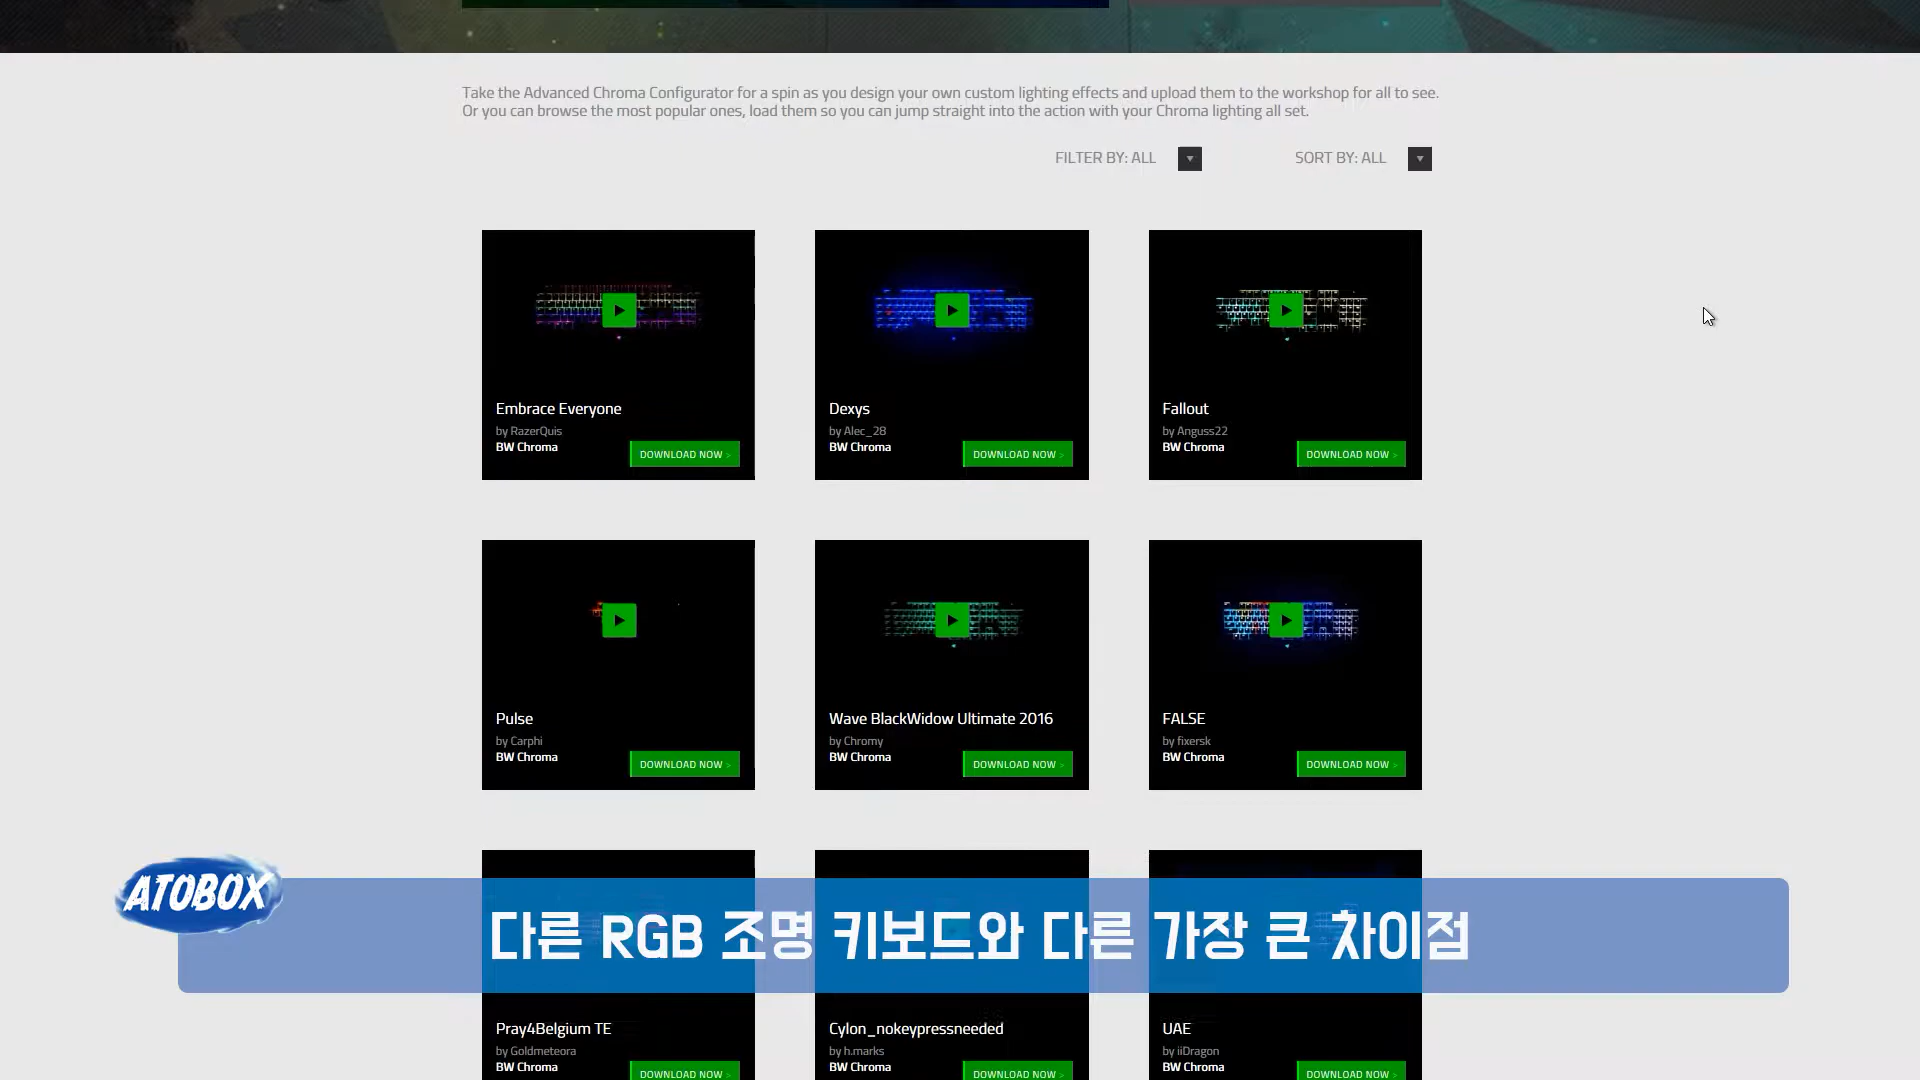 Take the Advanced Chroma Configurator for a spin as you design your own custom lighting effects and upload them to the workshop for all to see.
Or you can browse the most popular ones, load them so you can jump straight into the action with your Chroma lighting all set.
FILTER BY: ALL
SORT BY: ALL
Embrace Everyone
by RazerQuis
BW Chroma
DOWNLOAD NOW >
Dexys
by Alec_28
BW Chroma
DOWNLOAD NOW >
Fallout
by Anguss22
BW Chroma
DOWNLOAD NOW >
Pulse
by Carphi
BW Chroma
DOWNLOAD NOW >
Wave BlackWidow Ultimate 2016
by Chromy
BW Chroma
DOWNLOAD NOW >
FALSE
by fixersk
BW Chroma
DOWNLOAD NOW >
ATOBOX
다른 RGB 조명 키보드와 다른 가장 큰 차이점
Pray4Belgium TE
by Goldmeteora
BW Chroma
DOWNLOAD NOW >
Cylon_nokeypressneeded
by h.marks
BW Chroma
DOWNLOAD NOW >
UAE
by iiDragon
BW Chroma
DOWNLOAD NOW >